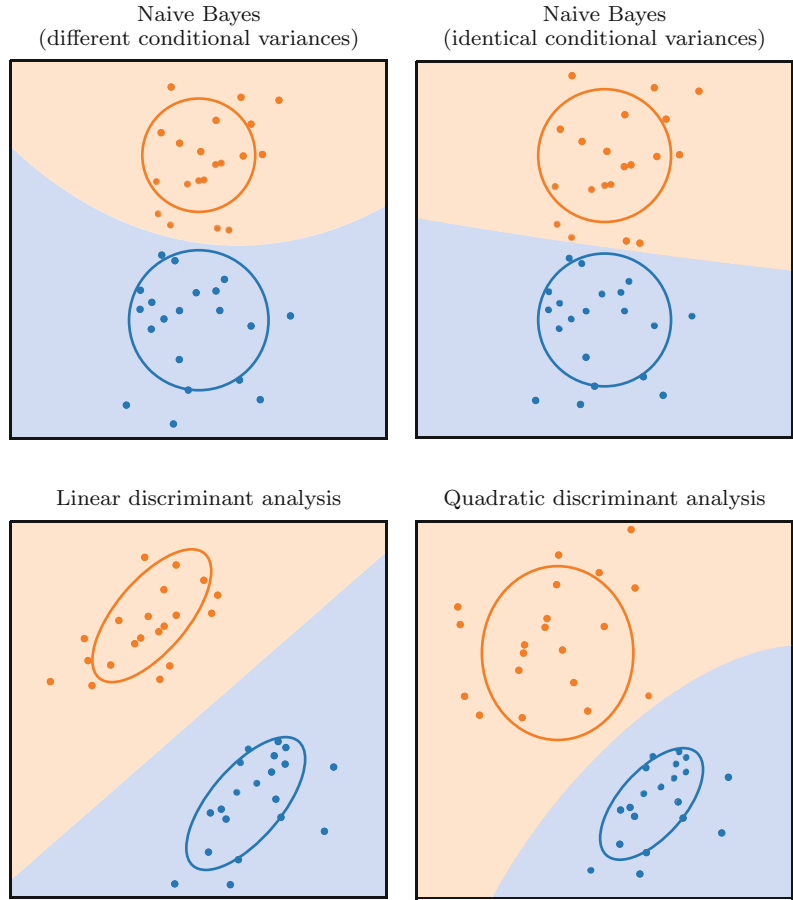 Naive Bayes
(different conditional variances)
Naive Bayes
(identical conditional variances)
Linear discriminant analysis
Quadratic discriminant analysis